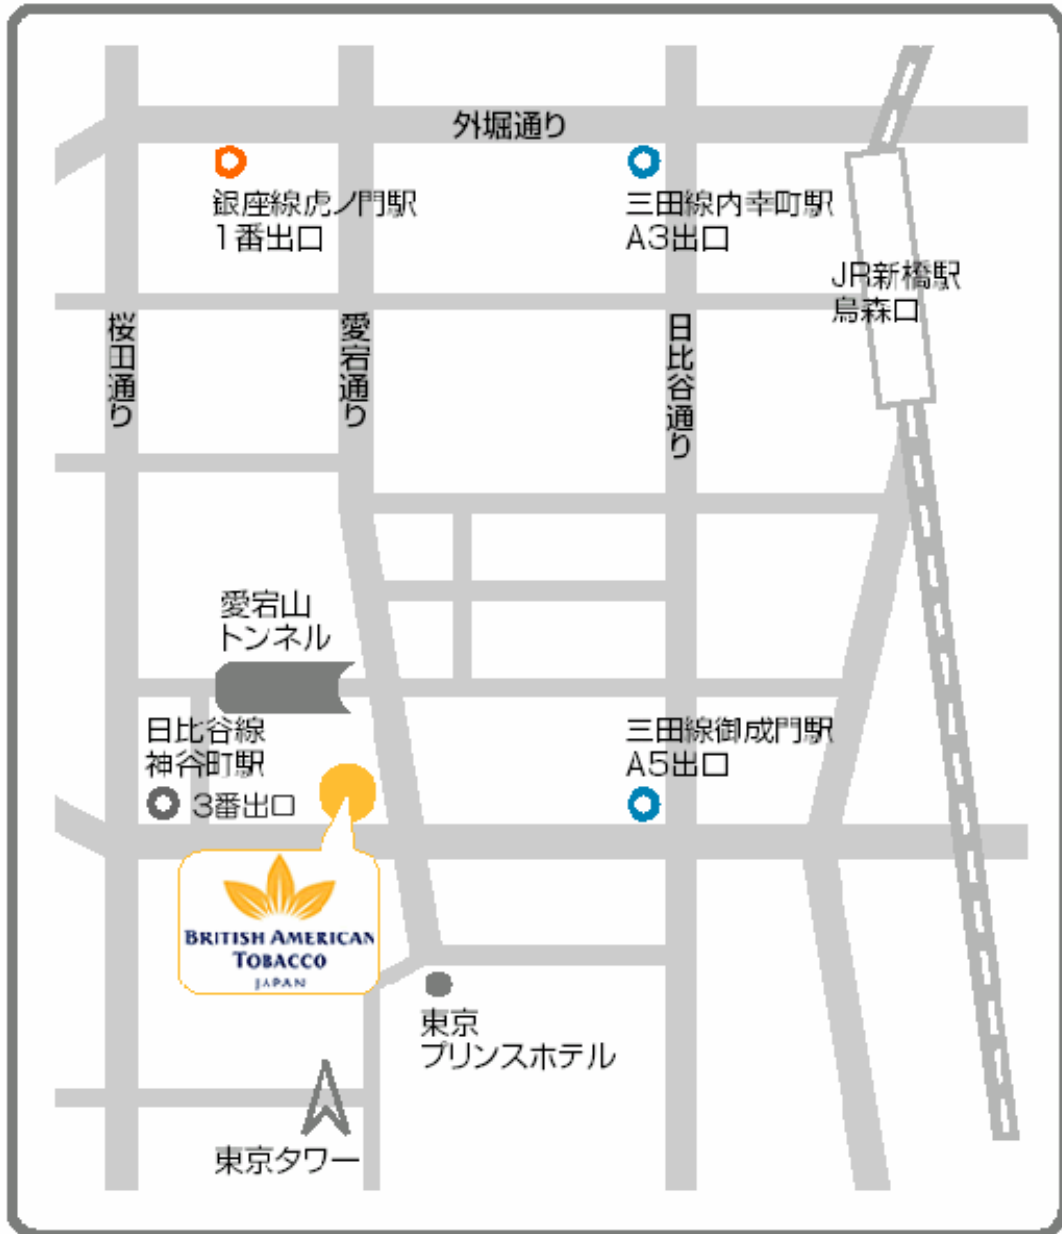 外堀通り
銀座線虎ノ門駅
1番出口
三田線内幸町駅
A3出口
JR新橋駅
烏森口
桜田通り
愛宕通り
日比谷通り
愛宕山
トンネル
日比谷線
神谷町駅
3番出口
三田線御成門駅
A5出口
BRITISH AMERICAN
TOBACCO
JAPAN
東京
プリンスホテル
東京タワー